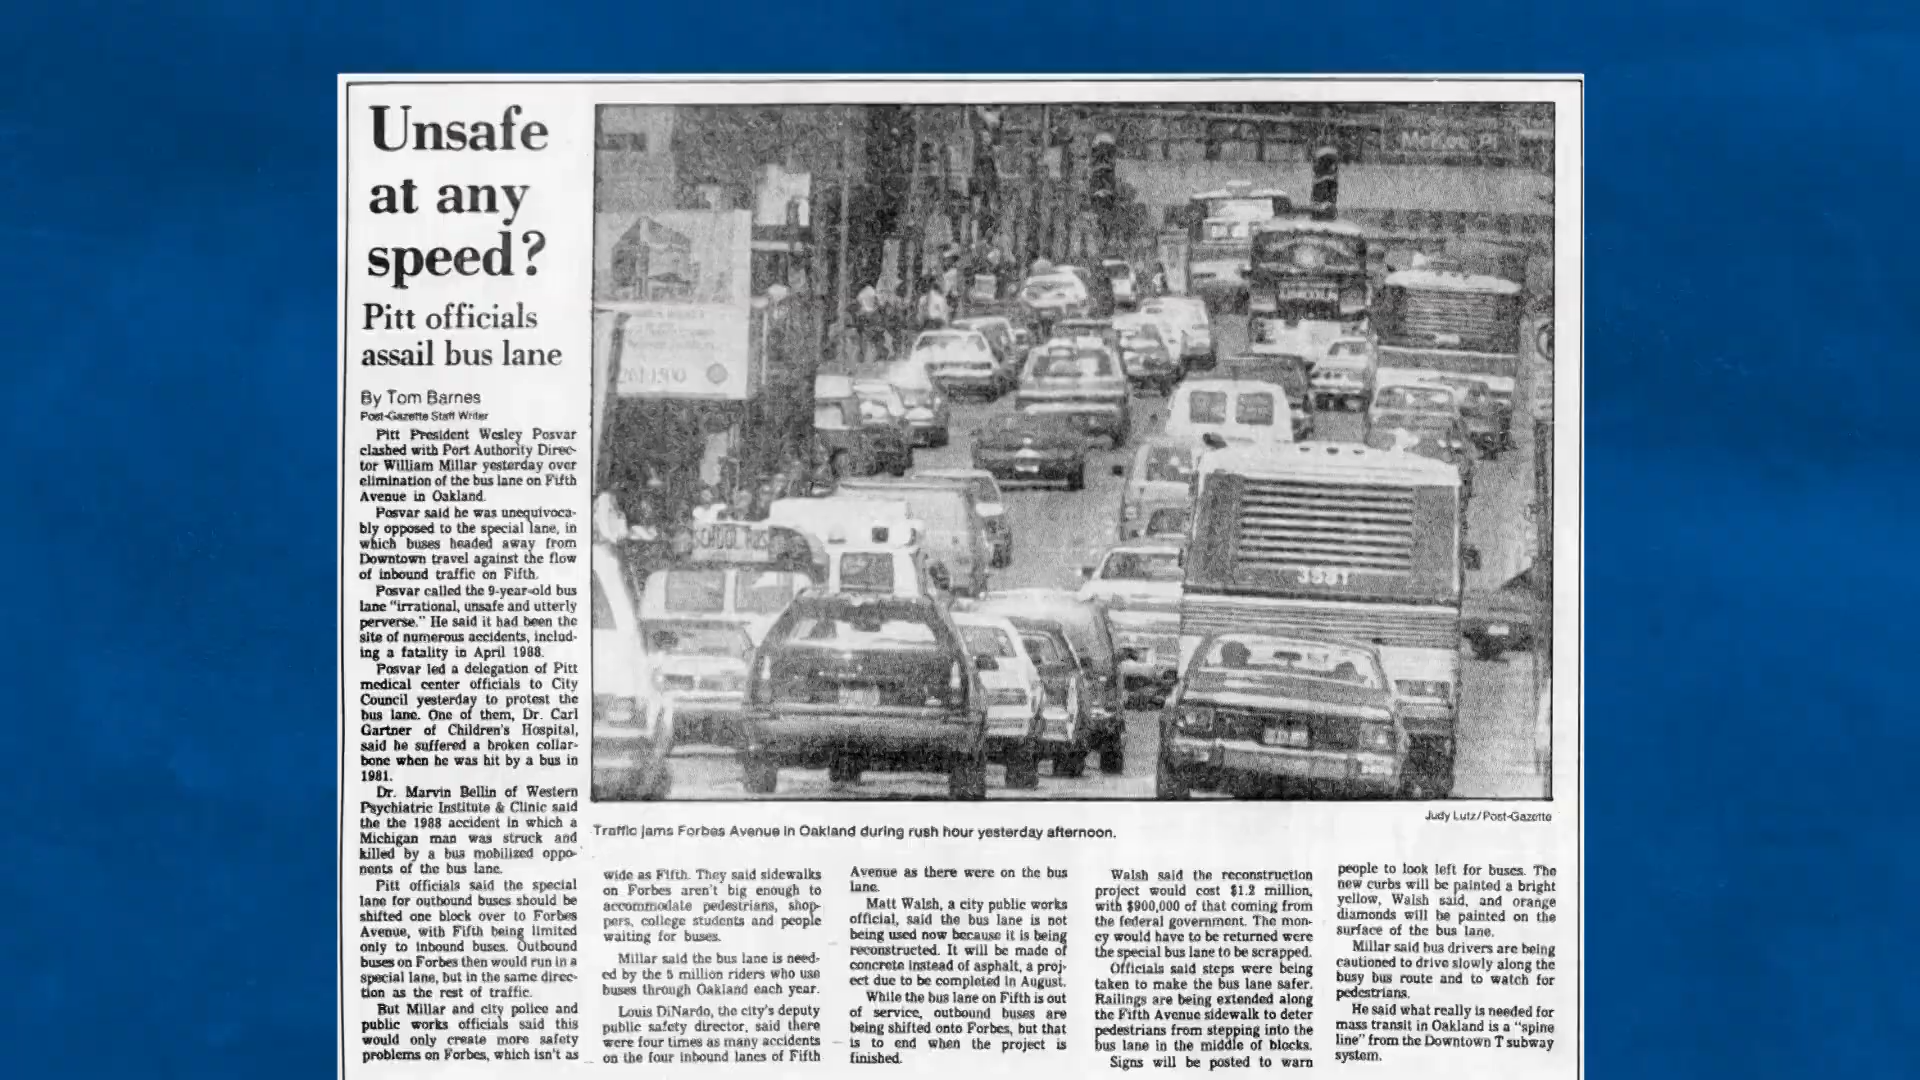 Unsafe
at any
speed?
Pitt officials
assail bus lane
By Tom Barnes
Post-Gazette Staff Writer
Pitt President Wesley Posvar
clashed with Port Authority Direc-
tor William Millar yesterday over
elimination of the bus lane on Fifth
Avenue in Oakland.
Posvar said he was unequivoca-
bly opposed to the special lane, in
which buses headed away from
Downtown travel against the flow
of inbound traffic on Fifth.
Posvar called the 9-year-old bus
lane "irrational, unsafe and utterly
perverse." He said it had been the
site of numerous accidents, includ-
ing a fatality in April 1988.
Posvar led a delegation of Pitt
medical center officials to City
Council yesterday to protest the
bus lane. One of them, Dr. Carl
Gartner of Children's Hospital,
said he suffered a broken collar-
bone when he was hit by a bus in
1981.
Dr. Marvin Bellin of Western
Psychiatric Institute & Clinic said
the the 1988 accident in which a
Michigan man was struck and
killed by a bus mobilized oppo-
nents of the bus lane.
Pitt officials said the special
lane for outbound buses should be
shifted one block over to Forbes
Avenue, with Fifth being limited
only to inbound buses. Outbound
buses on Forbes then would run in a
special lane, but in the same direc-
tion as the rest of traffic.
But Millar and city police and
public works officials said this
would only create more safety
problems on Forbes, which isn't as
McKee Pl
SCHOOL BUS
Judy Lutz/Post-Gazette
Traffic jams Forbes Avenue in Oakland during rush hour yesterday afternoon.
wide as Fifth. They said sidewalks
on Forbes aren't big enough to
accommodate pedestrians, shop-
pers, college students and people
waiting for buses.
Millar said the bus lane is need-
ed by the 5 million riders who use
buses through Oakland each year.
Louis DiNardo, the city's deputy
public safety director, said there
were four times as many accidents
on the four inbound lanes of Fifth
Avenue as there were on the bus
lane.
Matt Walsh, a city public works
official, said the bus lane is not
being used now because it is being
reconstructed. It will be made of
concrete instead of asphalt, a proj-
ect due to be completed in August.
While the bus lane on Fifth is out
of service, outbound buses are
being shifted onto Forbes, but that
is to end when the project is
finished.
Walsh said the reconstruction
project would cost $1.2 million,
with $900,000 of that coming from
the federal government. The mon-
ey would have to be returned were
the special bus lane to be scrapped.
Officials said steps were being
taken to make the bus lane safer.
Railings are being extended along
the Fifth Avenue sidewalk to deter
pedestrians from stepping into the
bus lane in the middle of blocks.
Signs will be posted to warn
people to look left for buses. The
new curbs will be painted a bright
yellow, Walsh said, and orange
diamonds will be painted on the
surface of the bus lane.
Millar said bus drivers are being
cautioned to drive slowly along the
busy bus route and to watch for
pedestrians.
He said what really is needed for
mass transit in Oakland is a "spine
line" from the Downtown T subway
system.